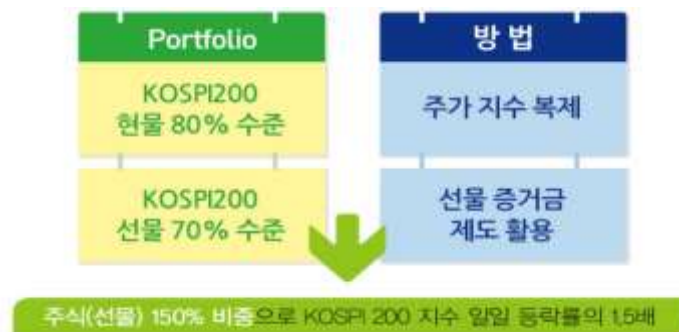 Portfolio
방 법
KOSPI200
현물 80% 수준
주가 지수 복제
KOSPI200
선물 70% 수준
선물 증거금
제도 활용
주식(선물) 150% 비중으로 KOSPI 200 지수 일일 등락률의 1.5배